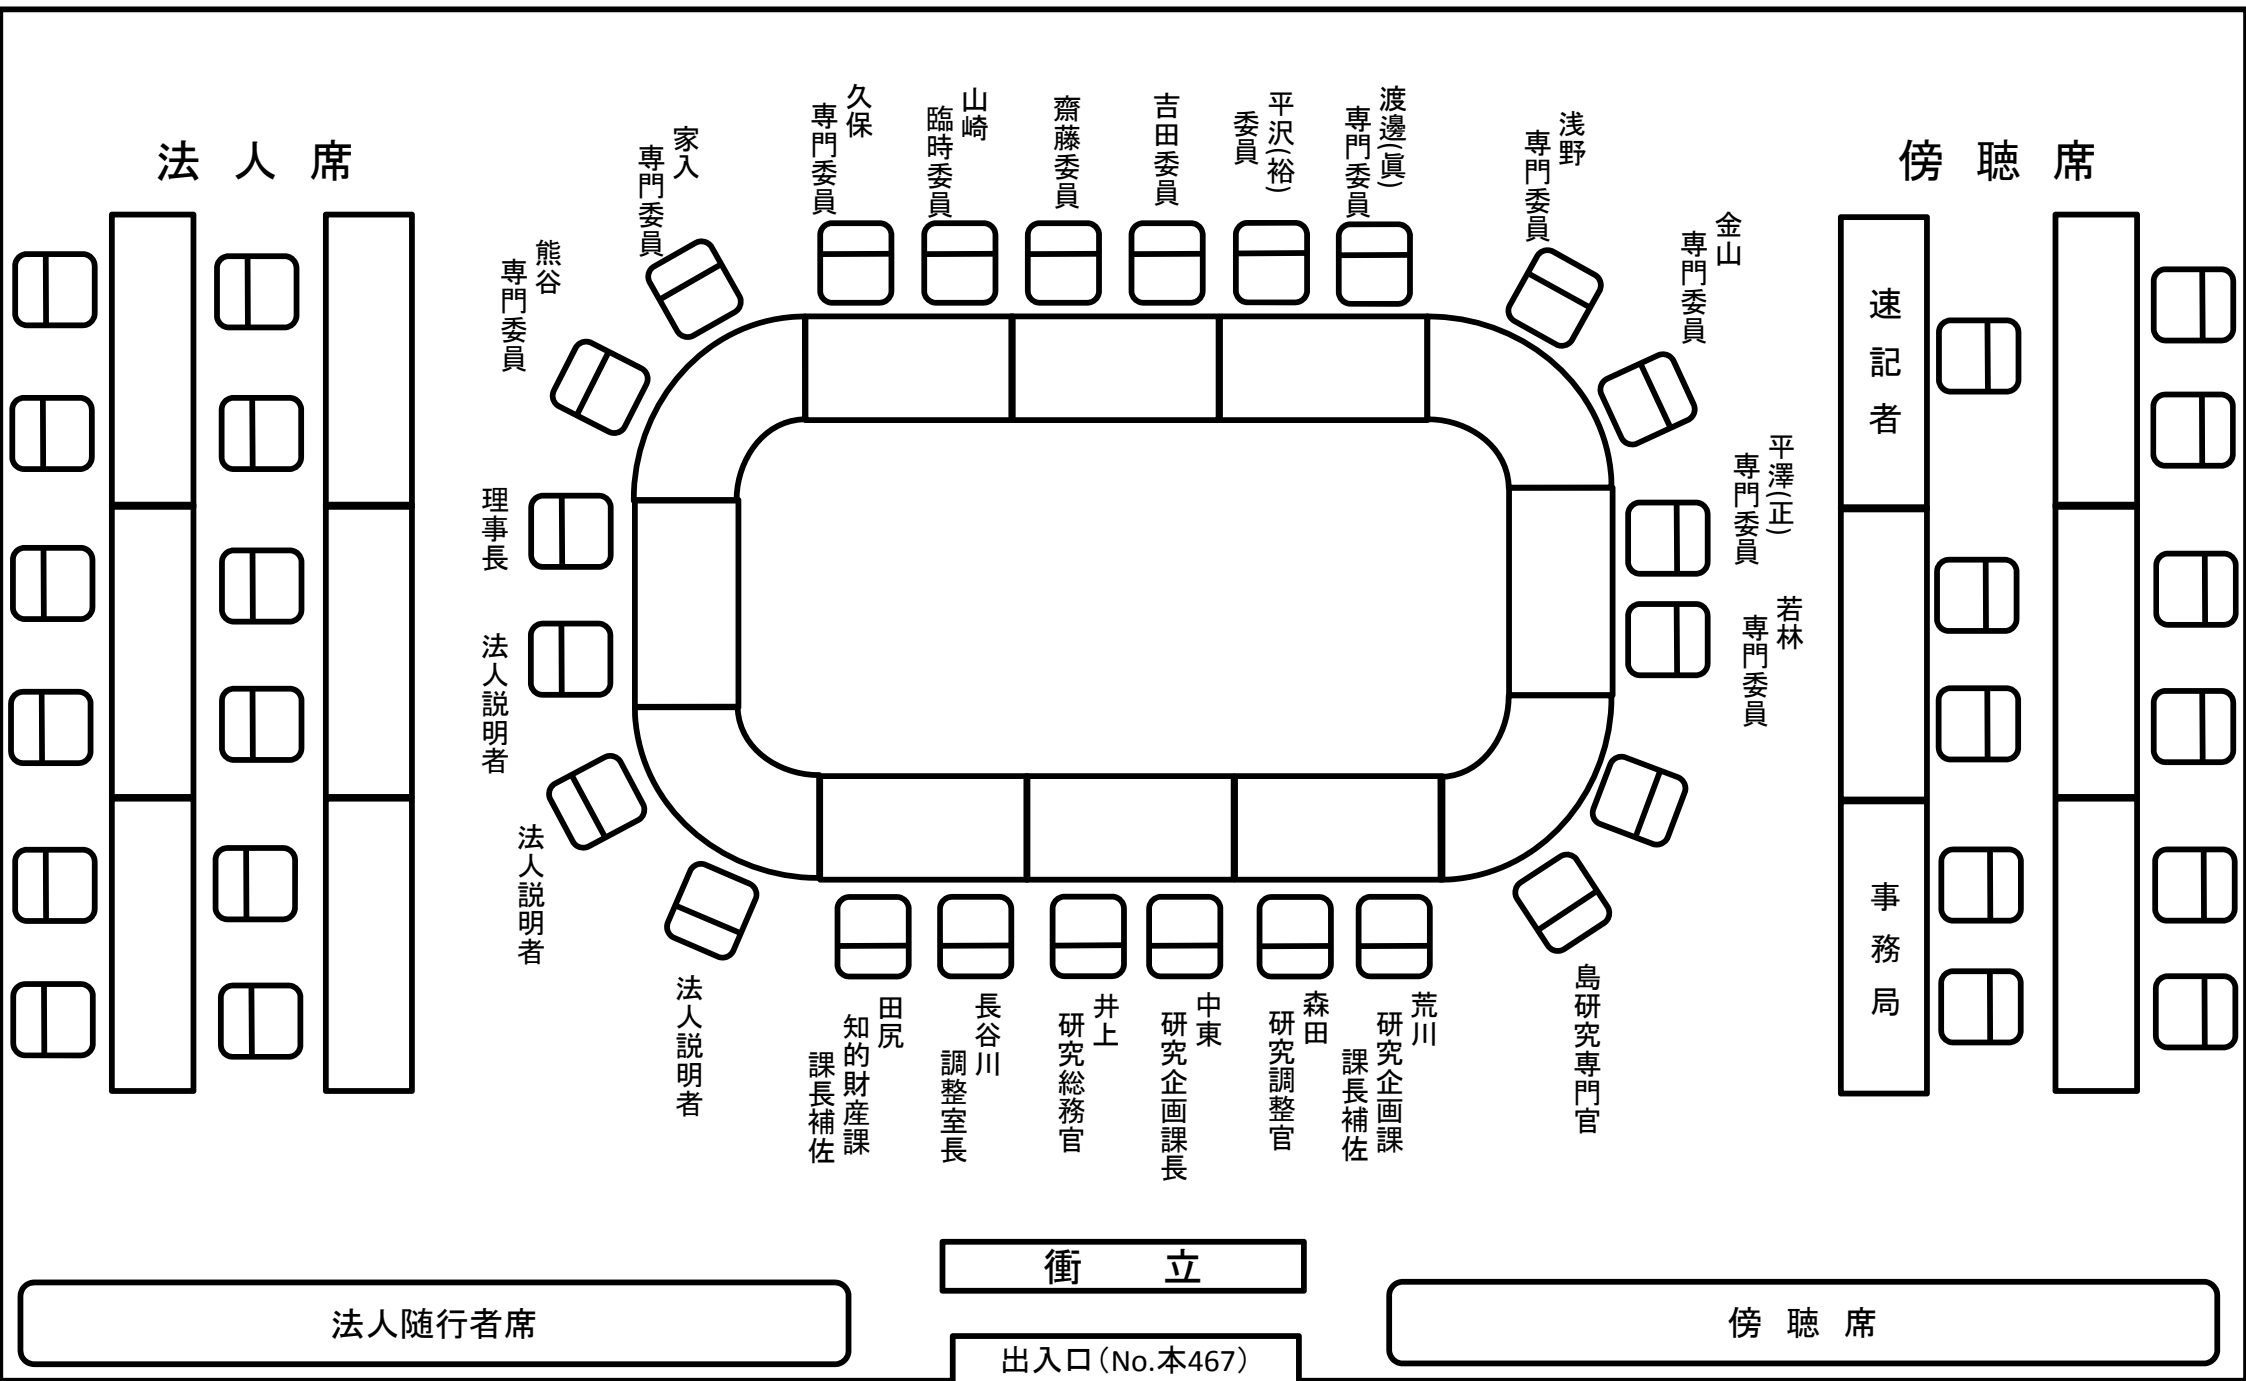 法人席
傍聴席
熊谷
専門委員
家入
専門委員
久保
専門委員
山崎
臨時委員
齋藤委員
吉田委員
平沢(裕)
委員
渡邊(眞)
専門委員
浅野
専門委員
金山
専門委員
平澤(正)
専門委員
若林
専門委員
理事長
法人説明者
法人説明者
法人説明者
田尻
知的財産課
課長補佐
長谷川
調整室長
井上
研究総務官
中東
研究企画課長
森田
研究調整官
荒川
研究企画課
課長補佐
島研究専門官
速記者
事務局
衝立
法人随行者席
傍聴席
出入口(No.本467)